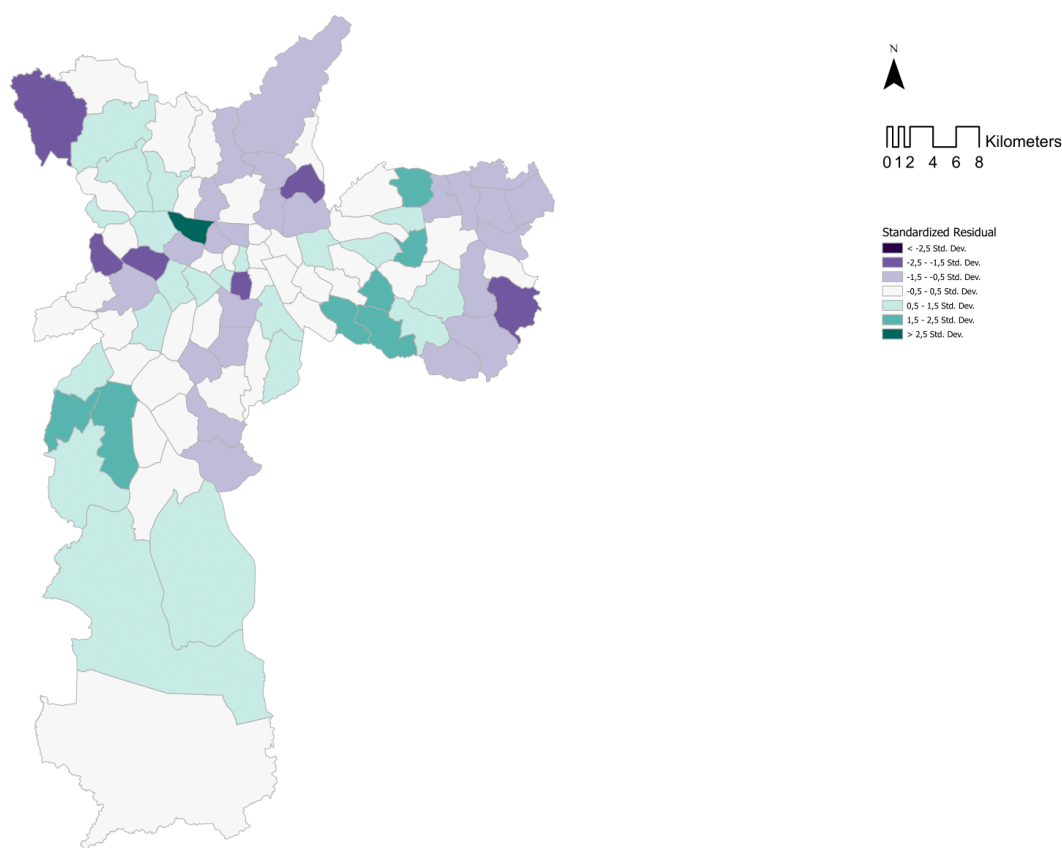 N
Kilometers
0 1 2 4 6 8
Standardized Residual
< -2,5 Std. Dev.
-2,5 - -1,5 Std. Dev.
-1,5 - -0,5 Std. Dev.
-0,5 - 0,5 Std. Dev.
0,5 - 1,5 Std. Dev.
1,5 - 2,5 Std. Dev.
> 2,5 Std. Dev.